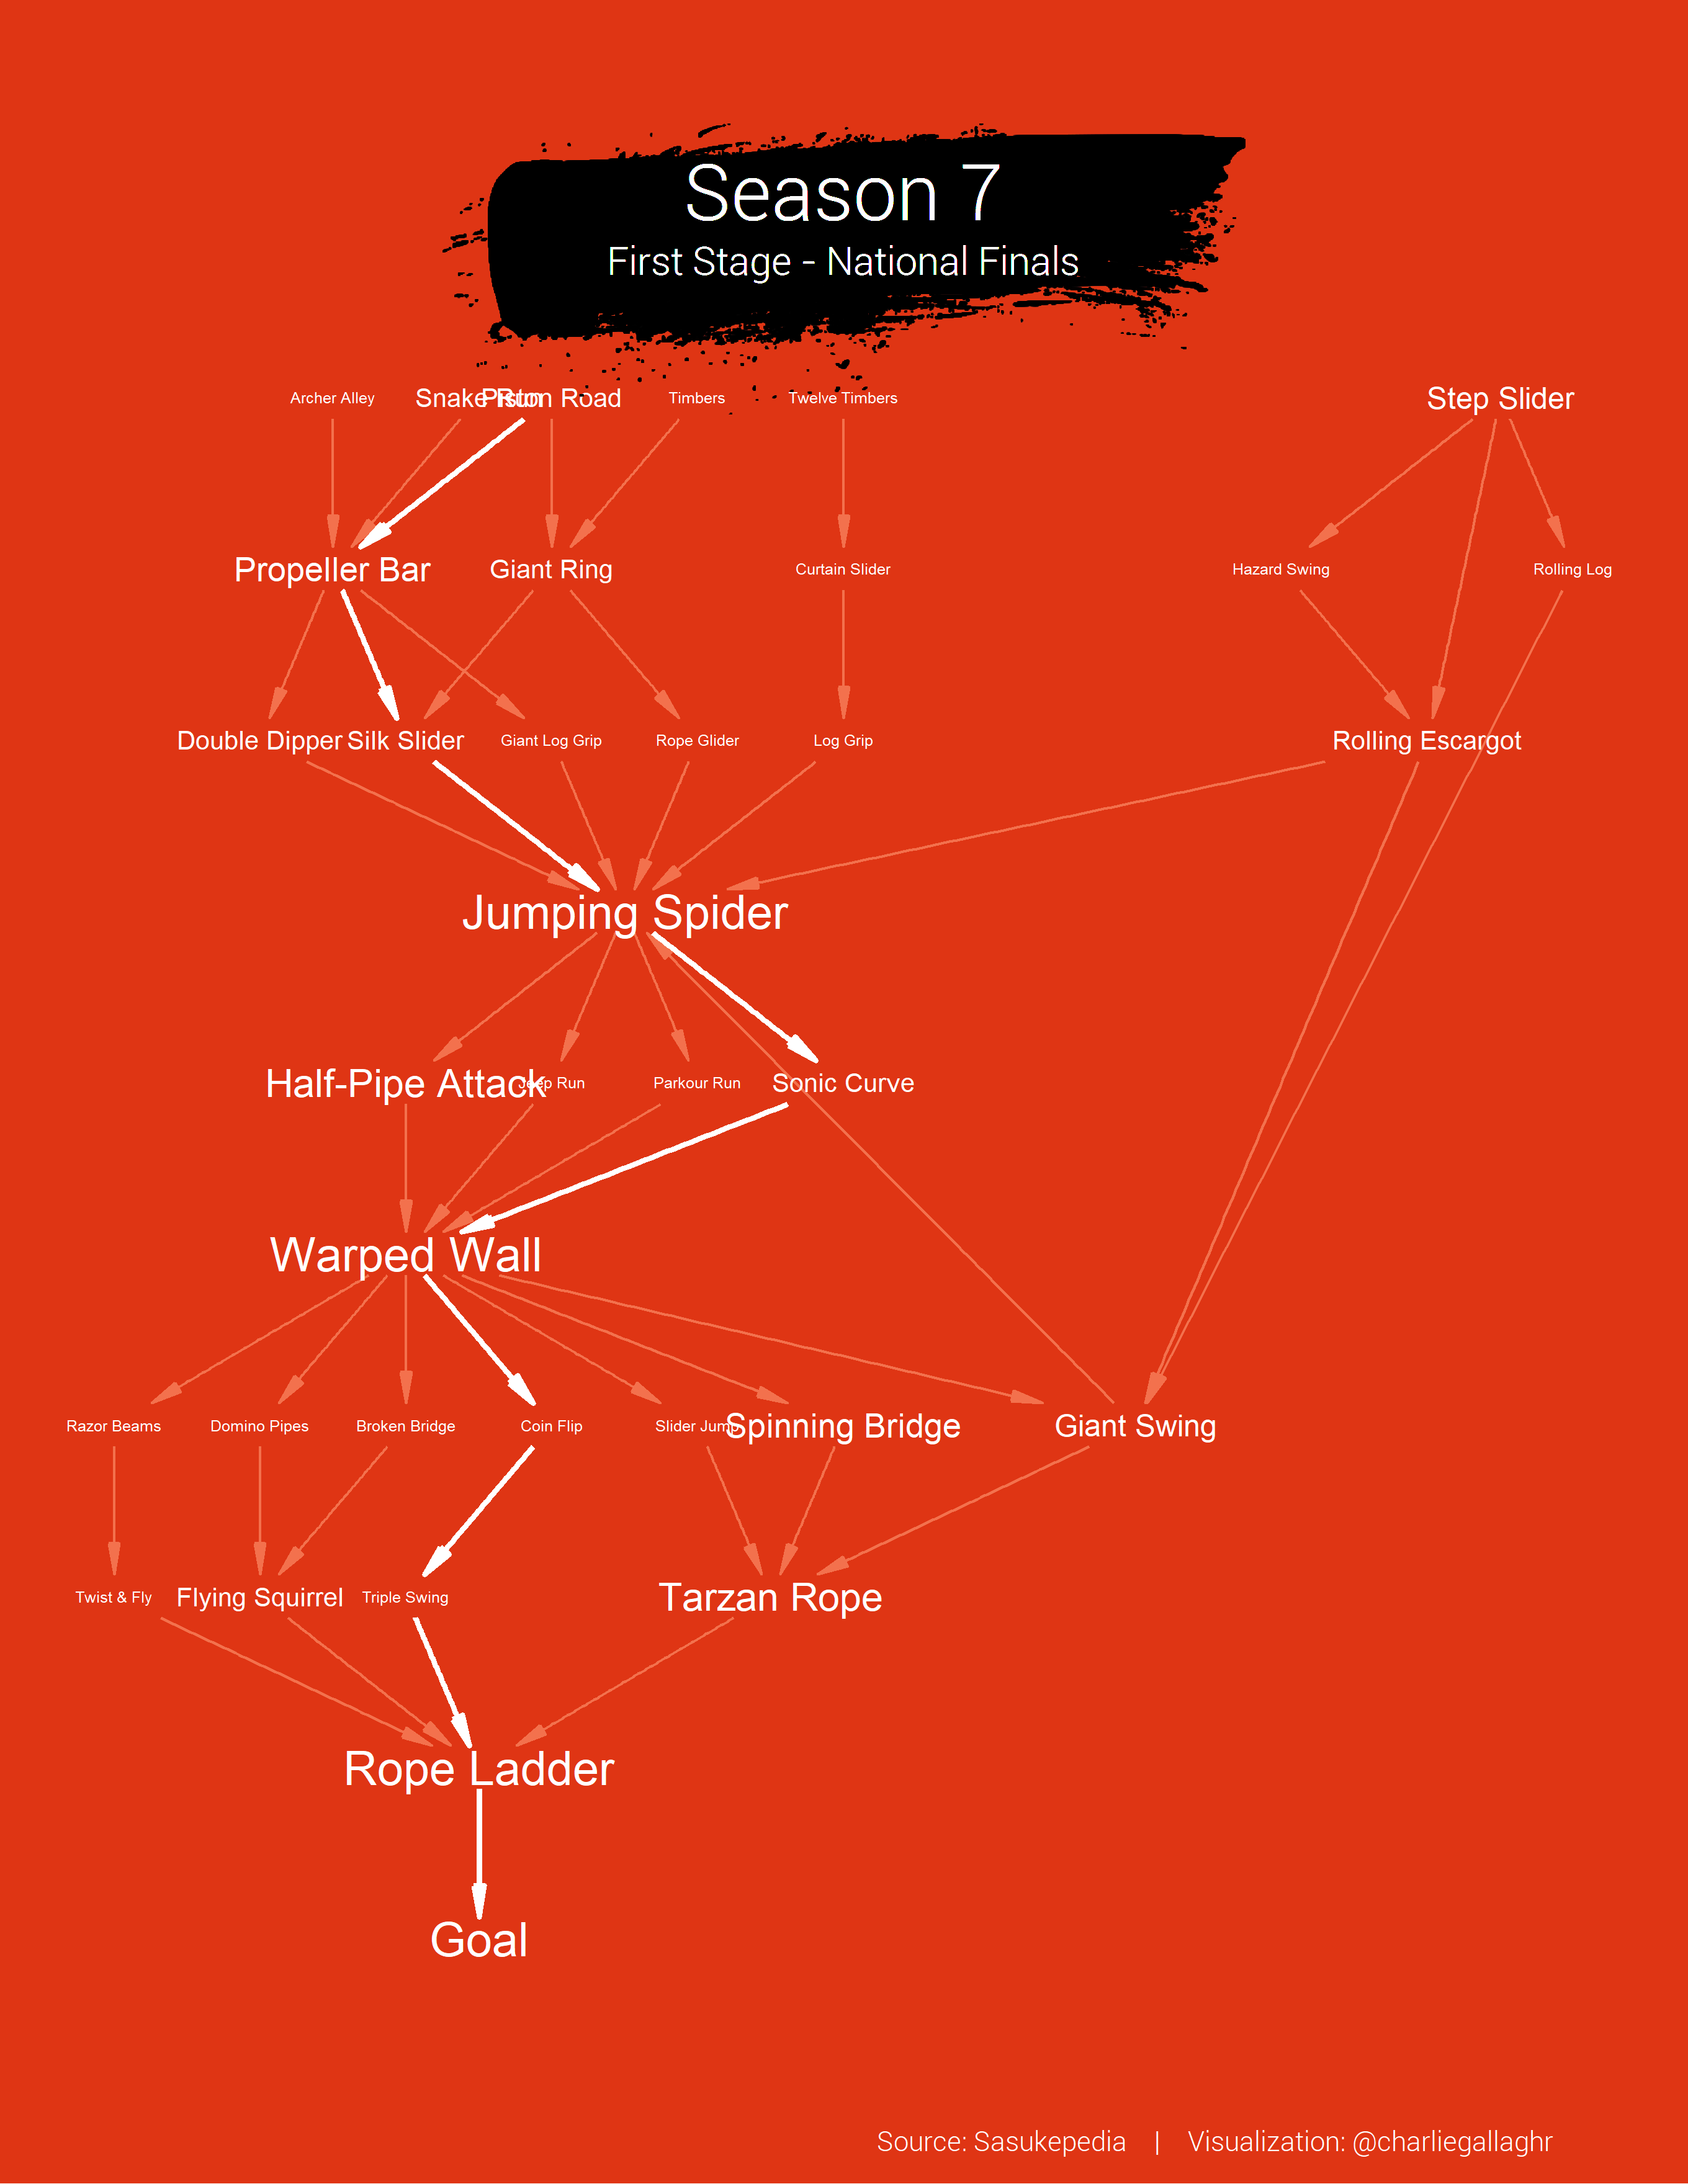 Season 7
First Stage - National Finals
Archer Alley
Snake Run
Piston Road
Timbers
Twelve Timbers
Step Slider
Propeller Bar
Giant Ring
Curtain Slider
Hazard Swing
Rolling Log
Double Dipper
Silk Slider
Giant Log Grip
Rope Glider
Log Grip
Rolling Escargot
Jumping Spider
Half-Pipe Attack
Jeep Run
Parkour Run
Sonic Curve
Warped Wall
Razor Beams
Domino Pipes
Broken Bridge
Coin Flip
Slider Jump
Spinning Bridge
Giant Swing
Twist & Fly
Flying Squirrel
Triple Swing
Tarzan Rope
Rope Ladder
Goal
Source: Sasukepedia | Visualization: @charliegallaghr